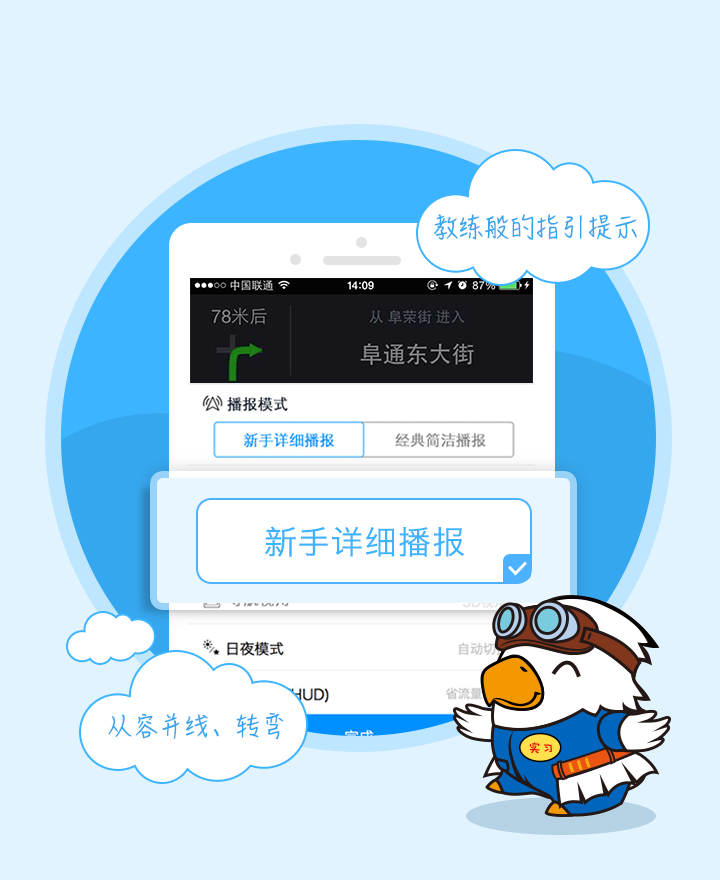 教练般的指引提示
中国联通
14:09
87%
78米后
从 阜荣街 进入
阜通东大街
播报模式
新手详细播报
经典简洁播报
新手详细播报
日夜模式
自动切
HUD)
省流量
从容并线、转弯
完成
实习